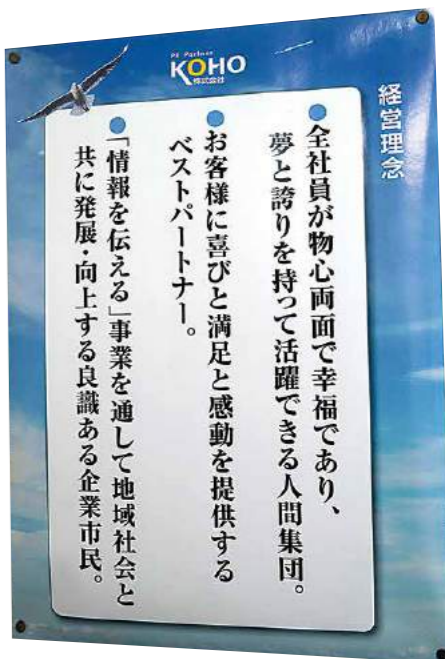 PR Partner
KOHO
株式会社
経営理念
●全社員が物心両面で幸福であり、
夢と誇りを持って活躍できる人間集団。
●お客様に喜びと満足と感動を提供する
ベストパートナー。
●「情報を伝える」事業を通して地域社会と
共に発展・向上する良識ある企業市民。